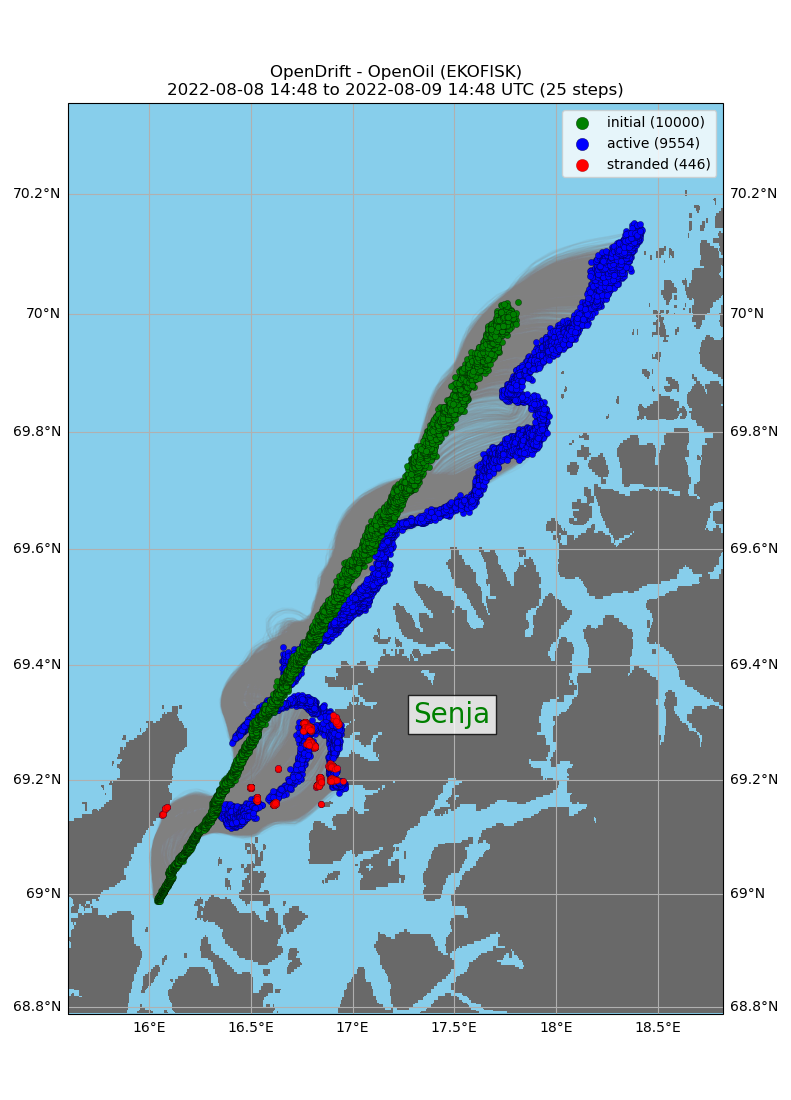 OpenDrift - OpenOil (EKOFISK)
2022-08-08 14:48 to 2022-08-09 14:48 UTC (25 steps)
initial (10000)
active (9554)
stranded (446)
70.2°N 70.2°N
70°N 70°N
69.8°N 69.8°N
69.6°N 69.6°N
69.4°N 69.4°N
Senja
69.2°N 69.2°N
69°N 69°N
68.8°N 68.8°N
16°E 16.5°E 17°E 17.5°E 18°E 18.5°E